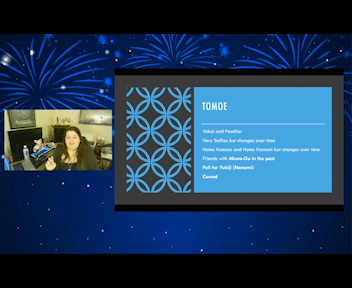 TOMOE
Yokai and Familiar
Very Selfies but changes over time
Hates Humans and Hates Nanami but changes over time
Friends with Akura-Ou in the past
Fell for Yukiji (Nanami)
Cursed